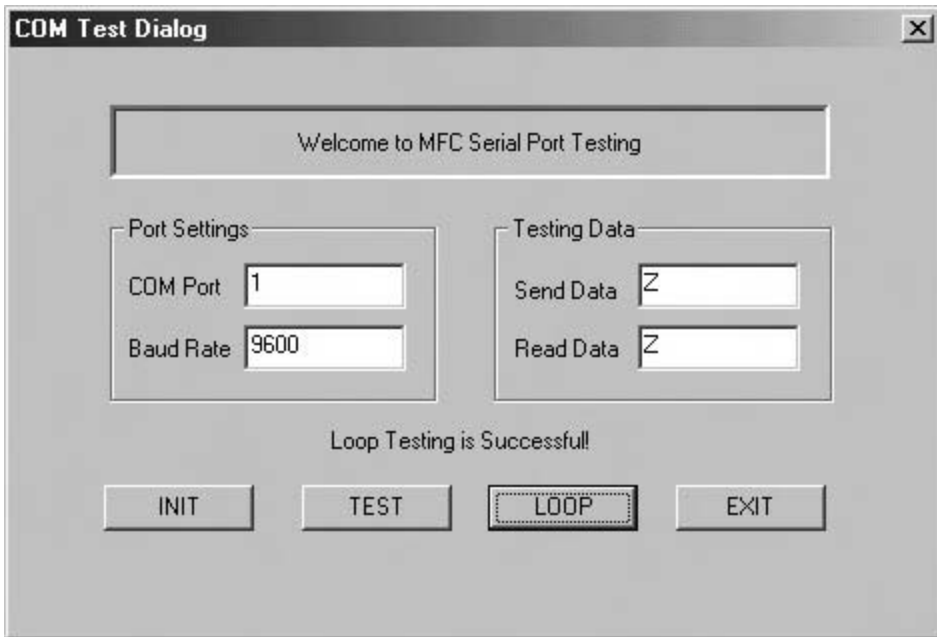 COM Test Dialog
Welcome to MFC Serial Port Testing
Port Settings
COM Port 1
Baud Rate 9600
Testing Data
Send Data Z
Read Data Z
Loop Testing is Successful!
INIT TEST LOOP EXIT